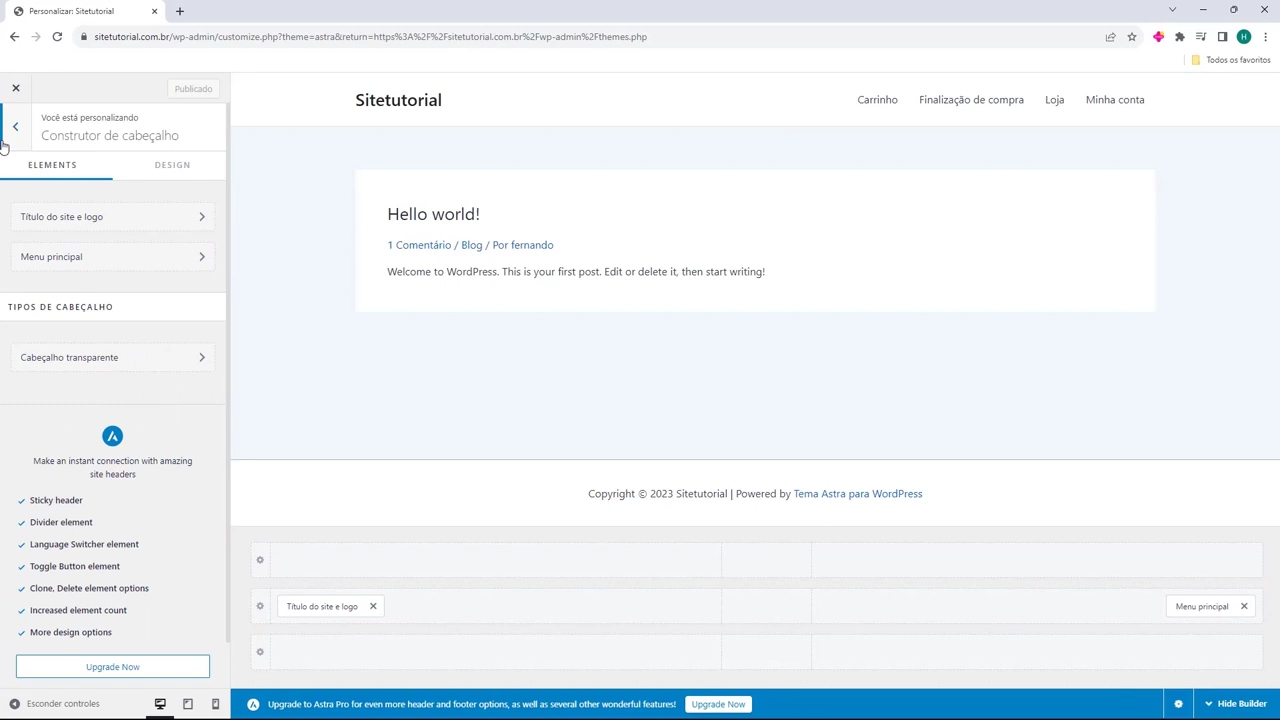 Personalizar: Sitetutorial
sitetutorial.com.br/wp-admin/customize.php?theme=astra&return=https%3A%2F%2Fsitetutorial.com.br%2Fwp-admin%2Fthemes.php
H
Todos os favoritos
Publicado
Você está personalizando
Construtor de cabeçalho
ELEMENTS
DESIGN
Título do site e logo
Menu principal
TIPOS DE CABEÇALHO
Cabeçalho transparente
Make an instant connection with amazing
site headers
Sticky header
Divider element
Language Switcher element
Toggle Button element
Clone, Delete element options
Increased element count
More design options
Upgrade Now
Esconder controles
Sitetutorial
Carrinho
Finalização de compra
Loja
Minha conta
Hello world!
1 Comentário / Blog / Por fernando
Welcome to WordPress. This is your first post. Edit or delete it, then start writing!
Copyright © 2023 Sitetutorial | Powered by Tema Astra para WordPress
Título do site e logo
Menu principal
Upgrade to Astra Pro for even more header and footer options, as well as several other wonderful features!
Upgrade Now
Hide Builder